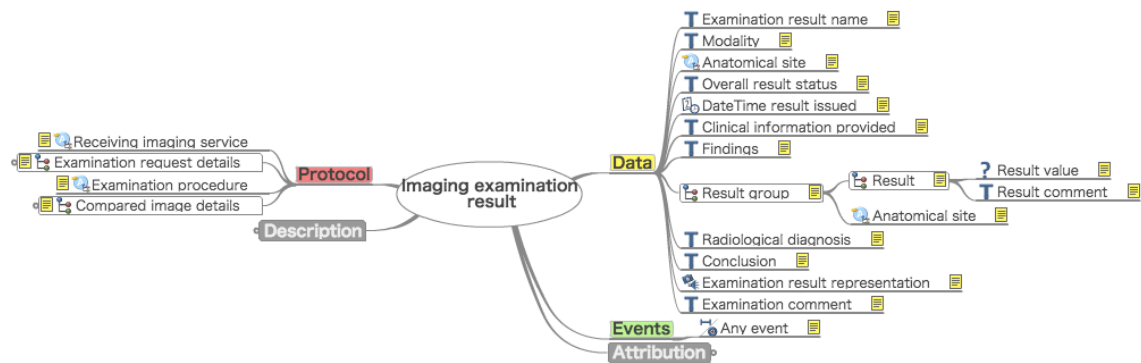 Imaging examination
result
Protocol
Receiving imaging service
Examination request details
Examination procedure
Compared image details
Description
Data
Examination result name
Modality
Anatomical site
Overall result status
DateTime result issued
Clinical information provided
Findings
Result group
Result
Result value
Result comment
Anatomical site
Radiological diagnosis
Conclusion
Examination result representation
Examination comment
Events
Any event
Attribution